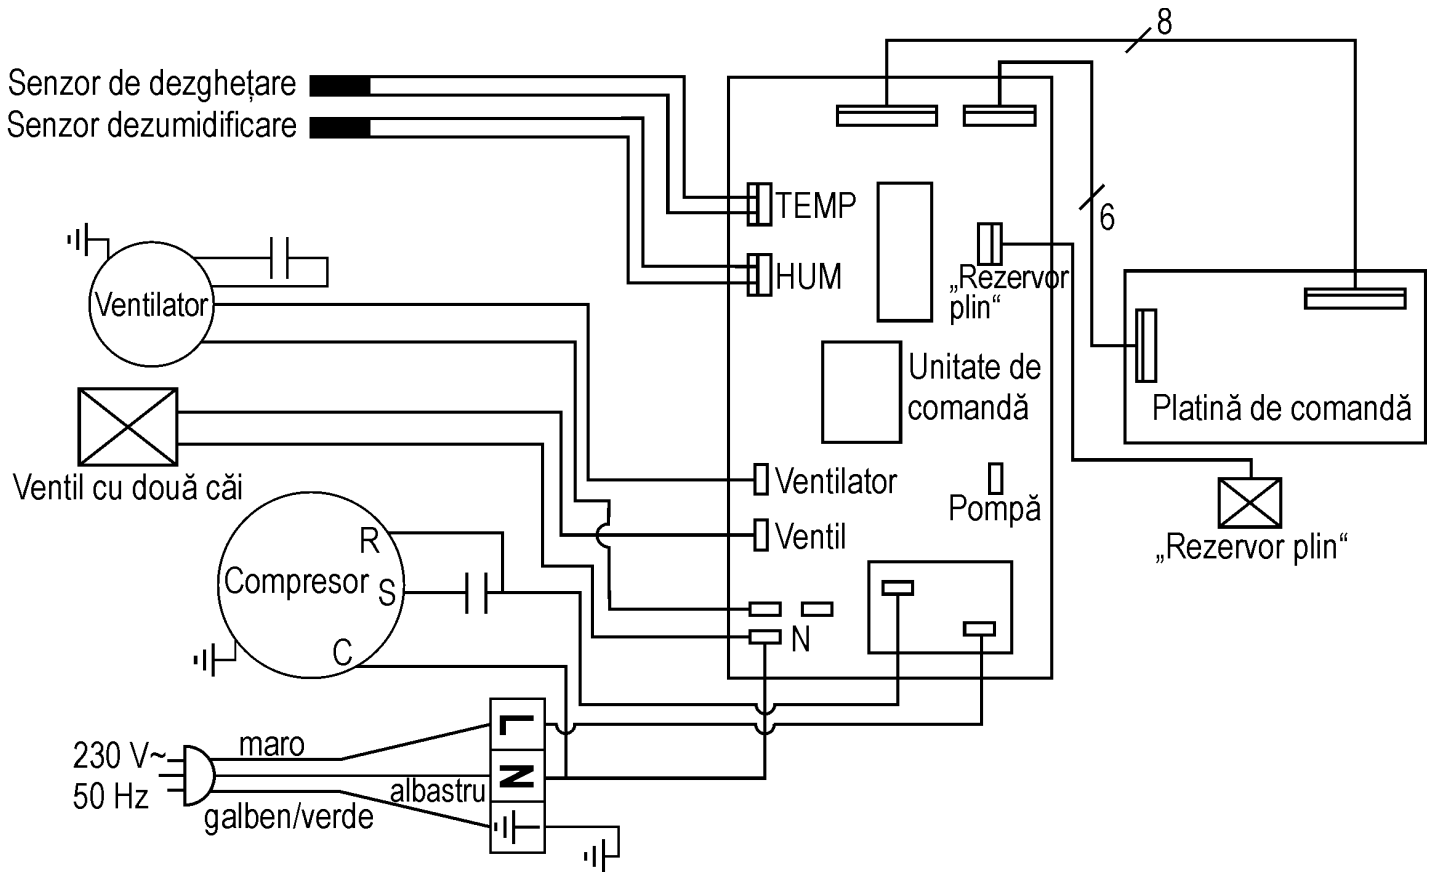 8
Senzor de dezghețare
Senzor dezumidificare
TEMP
6
HUM
„Rezervor
plin“
Ventilator
Unitate de
comandă
Platină de comandă
Ventil cu două căi
Ventilator
Pompă
Ventil
„Rezervor plin“
R
Compresor
S
N
C
L
230 V~
50 Hz
maro
N
albastru
galben/verde